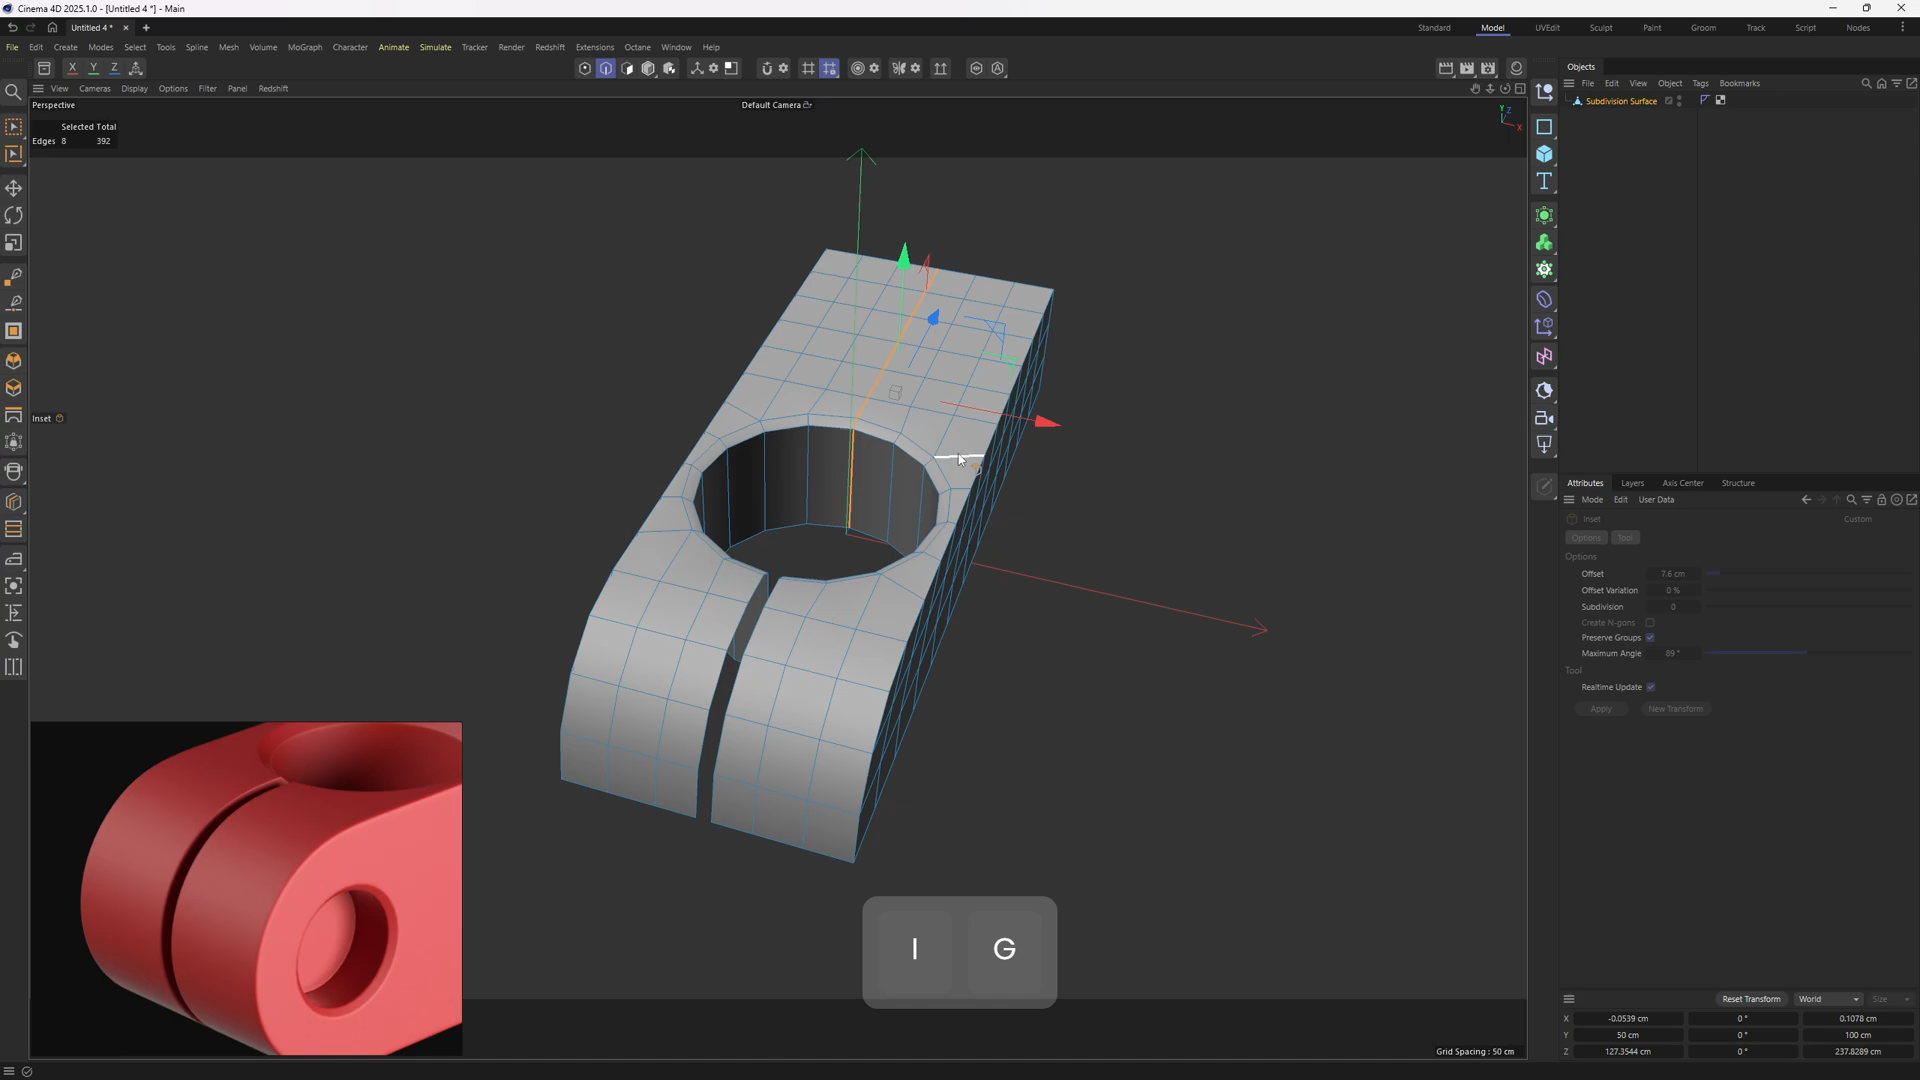 Cinema 4D 2025.1.0 - [Untitled 4 *] - Main
Untitled 4 *
Standard Model UVEdit Sculpt Paint Groom Track Script Nodes
File Edit Create Modes Select Tools Spline Mesh Volume MoGraph Character Animate Simulate Tracker Render Redshift Extensions Octane Window Help
X Y Z
View Cameras Display Options Filter Panel Redshift
Perspective
Default Camera
Selected Total
Edges 8 392
Y Z X
Inset
I G
Grid Spacing : 50 cm
Objects
File Edit View Object Tags Bookmarks
Subdivision Surface
Attributes Layers Axis Center Structure
Mode Edit User Data
Inset Custom
Options Tool
Options
Offset 7.6 cm
Offset Variation 0 %
Subdivision 0
Create N-gons
Preserve Groups
Maximum Angle 89 °
Tool
Realtime Update
Apply New Transform
Reset Transform World Size
X -0.0539 cm 0 ° 0.1078 cm
Y 50 cm 0 ° 100 cm
Z 127.3544 cm 0 ° 237.8289 cm